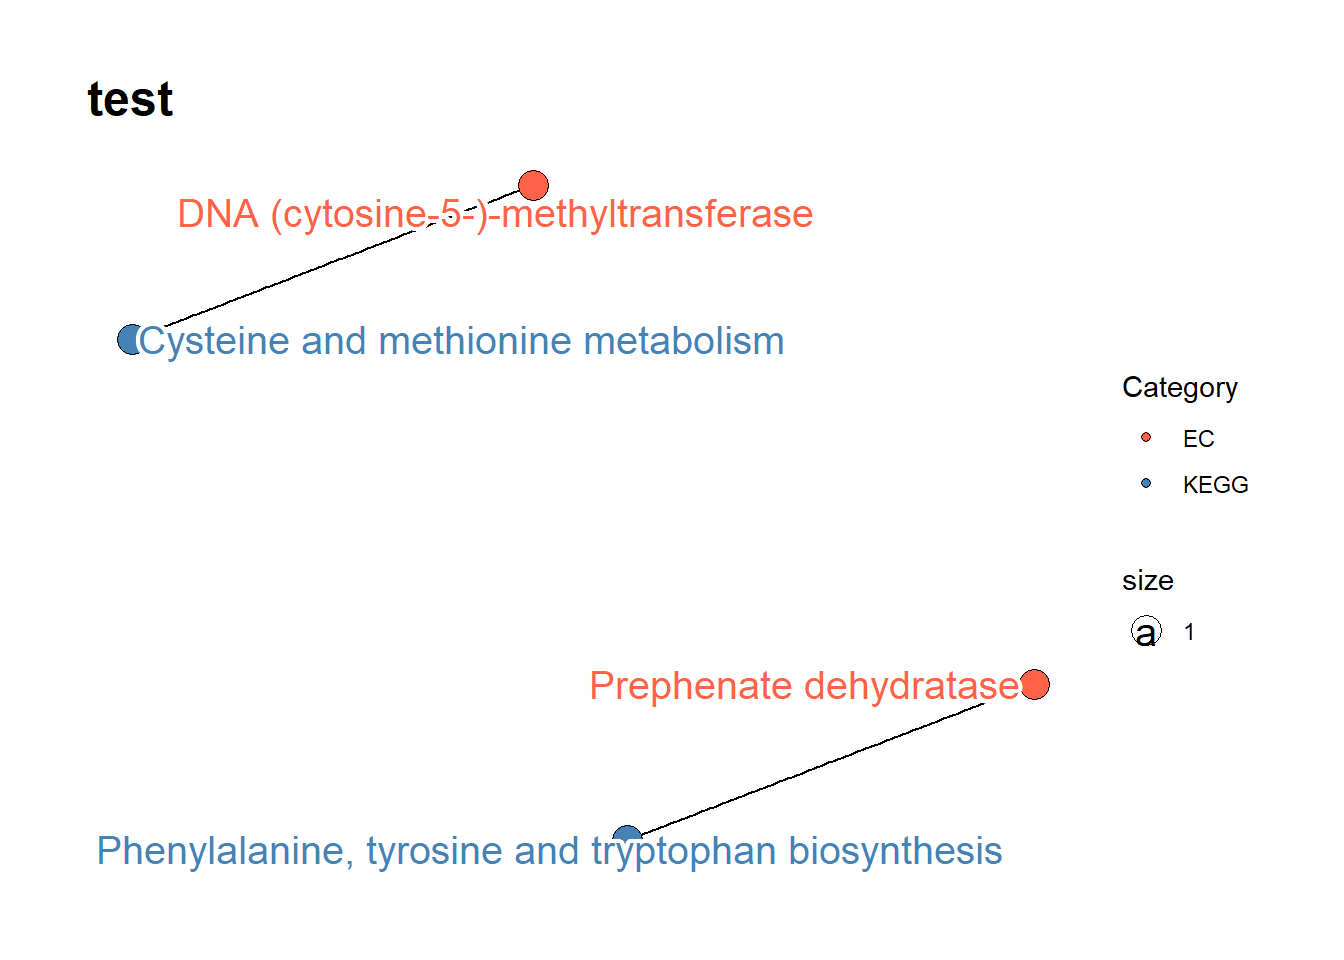 test
DNA (cytosine-5-)-methyltransferase
Cysteine and methionine metabolism
Category
EC
KEGG
size
a 1
Prephenate dehydratase
Phenylalanine, tyrosine and tryptophan biosynthesis